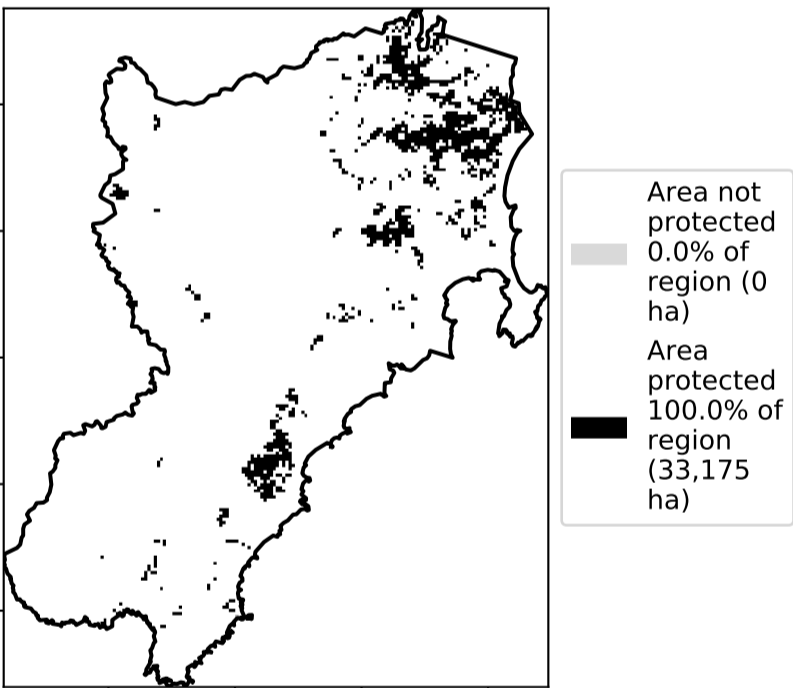 Area not
protected
0.0% of
region (0
ha)
Area
protected
100.0% of
region
(33,175
ha)